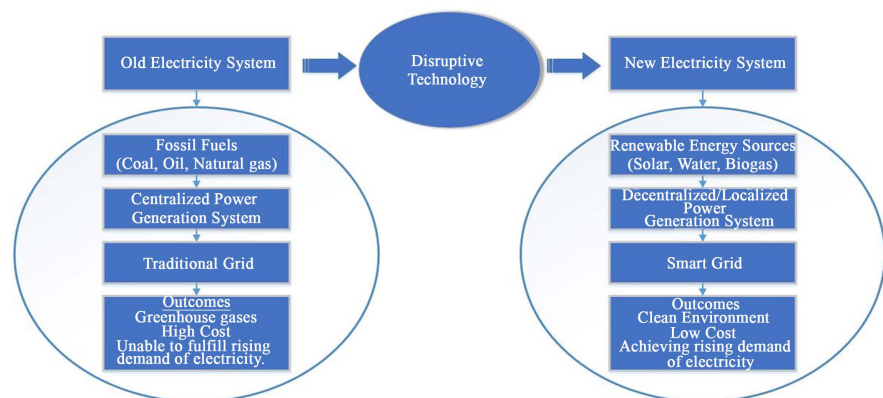 Old Electricity System
Disruptive
Technology
New Electricity System
Fossil Fuels
(Coal, Oil, Natural gas)
Centralized Power
Generation System
Traditional Grid
Outcomes
Greenhouse gases
High Cost
Unable to fulfill rising
demand of electricity.
Renewable Energy Sources
(Solar, Water, Biogas)
Decentralized/Localized
Power
Generation System
Smart Grid
Outcomes
Clean Environment
Low Cost
Achieving rising demand
of electricity